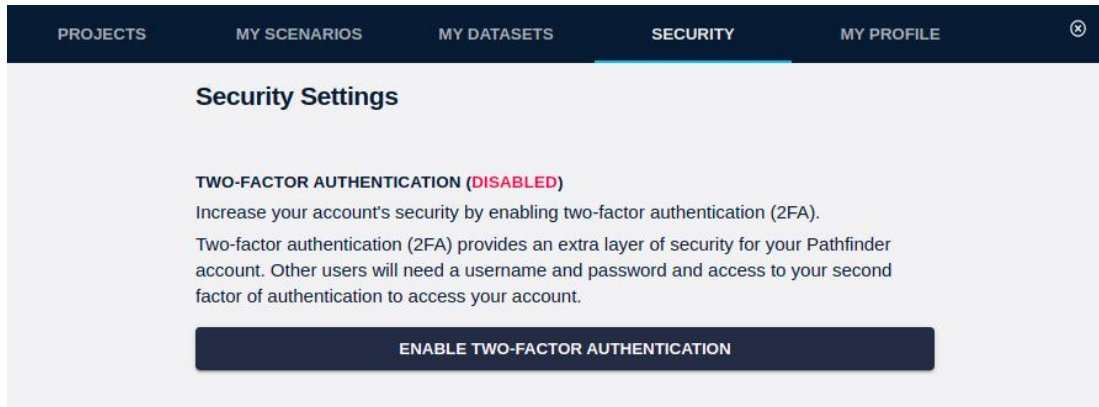 PROJECTS MY SCENARIOS MY DATASETS SECURITY MY PROFILE
Security Settings
TWO-FACTOR AUTHENTICATION (DISABLED)
Increase your account's security by enabling two-factor authentication (2FA).
Two-factor authentication (2FA) provides an extra layer of security for your Pathfinder
account. Other users will need a username and password and access to your second
factor of authentication to access your account.
ENABLE TWO-FACTOR AUTHENTICATION